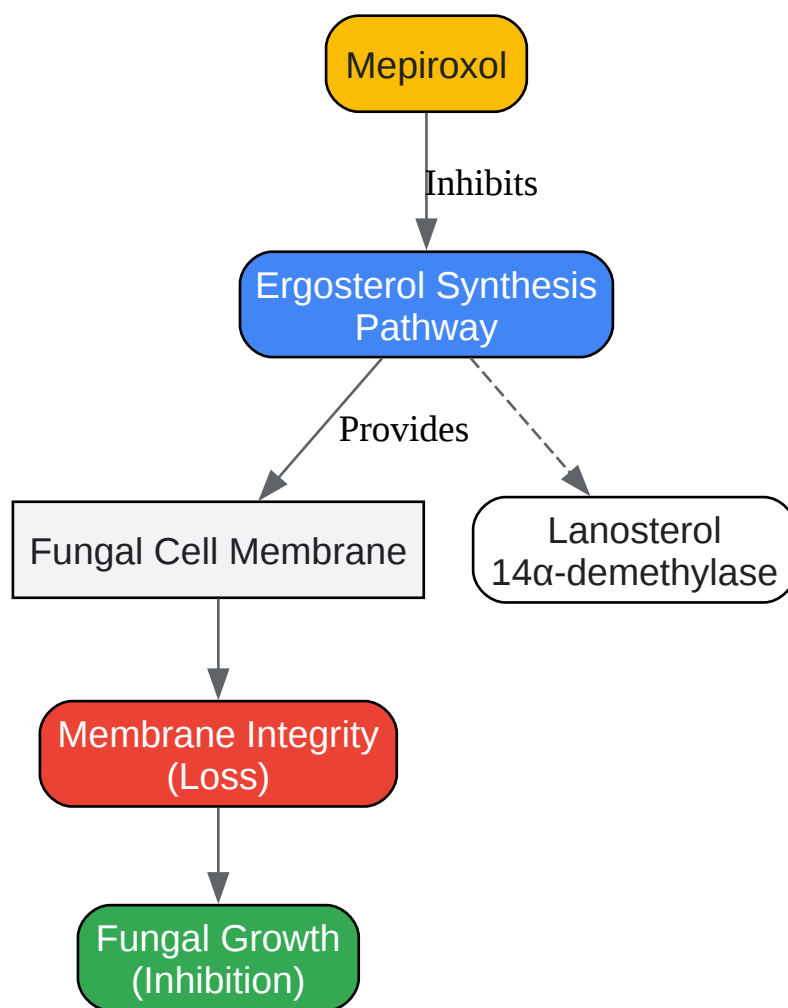 Mepiroxol
Inhibits
Ergosterol Synthesis
Pathway
Provides
Fungal Cell Membrane
Lanosterol
14α-demethylase
Membrane Integrity
(Loss)
Fungal Growth
(Inhibition)